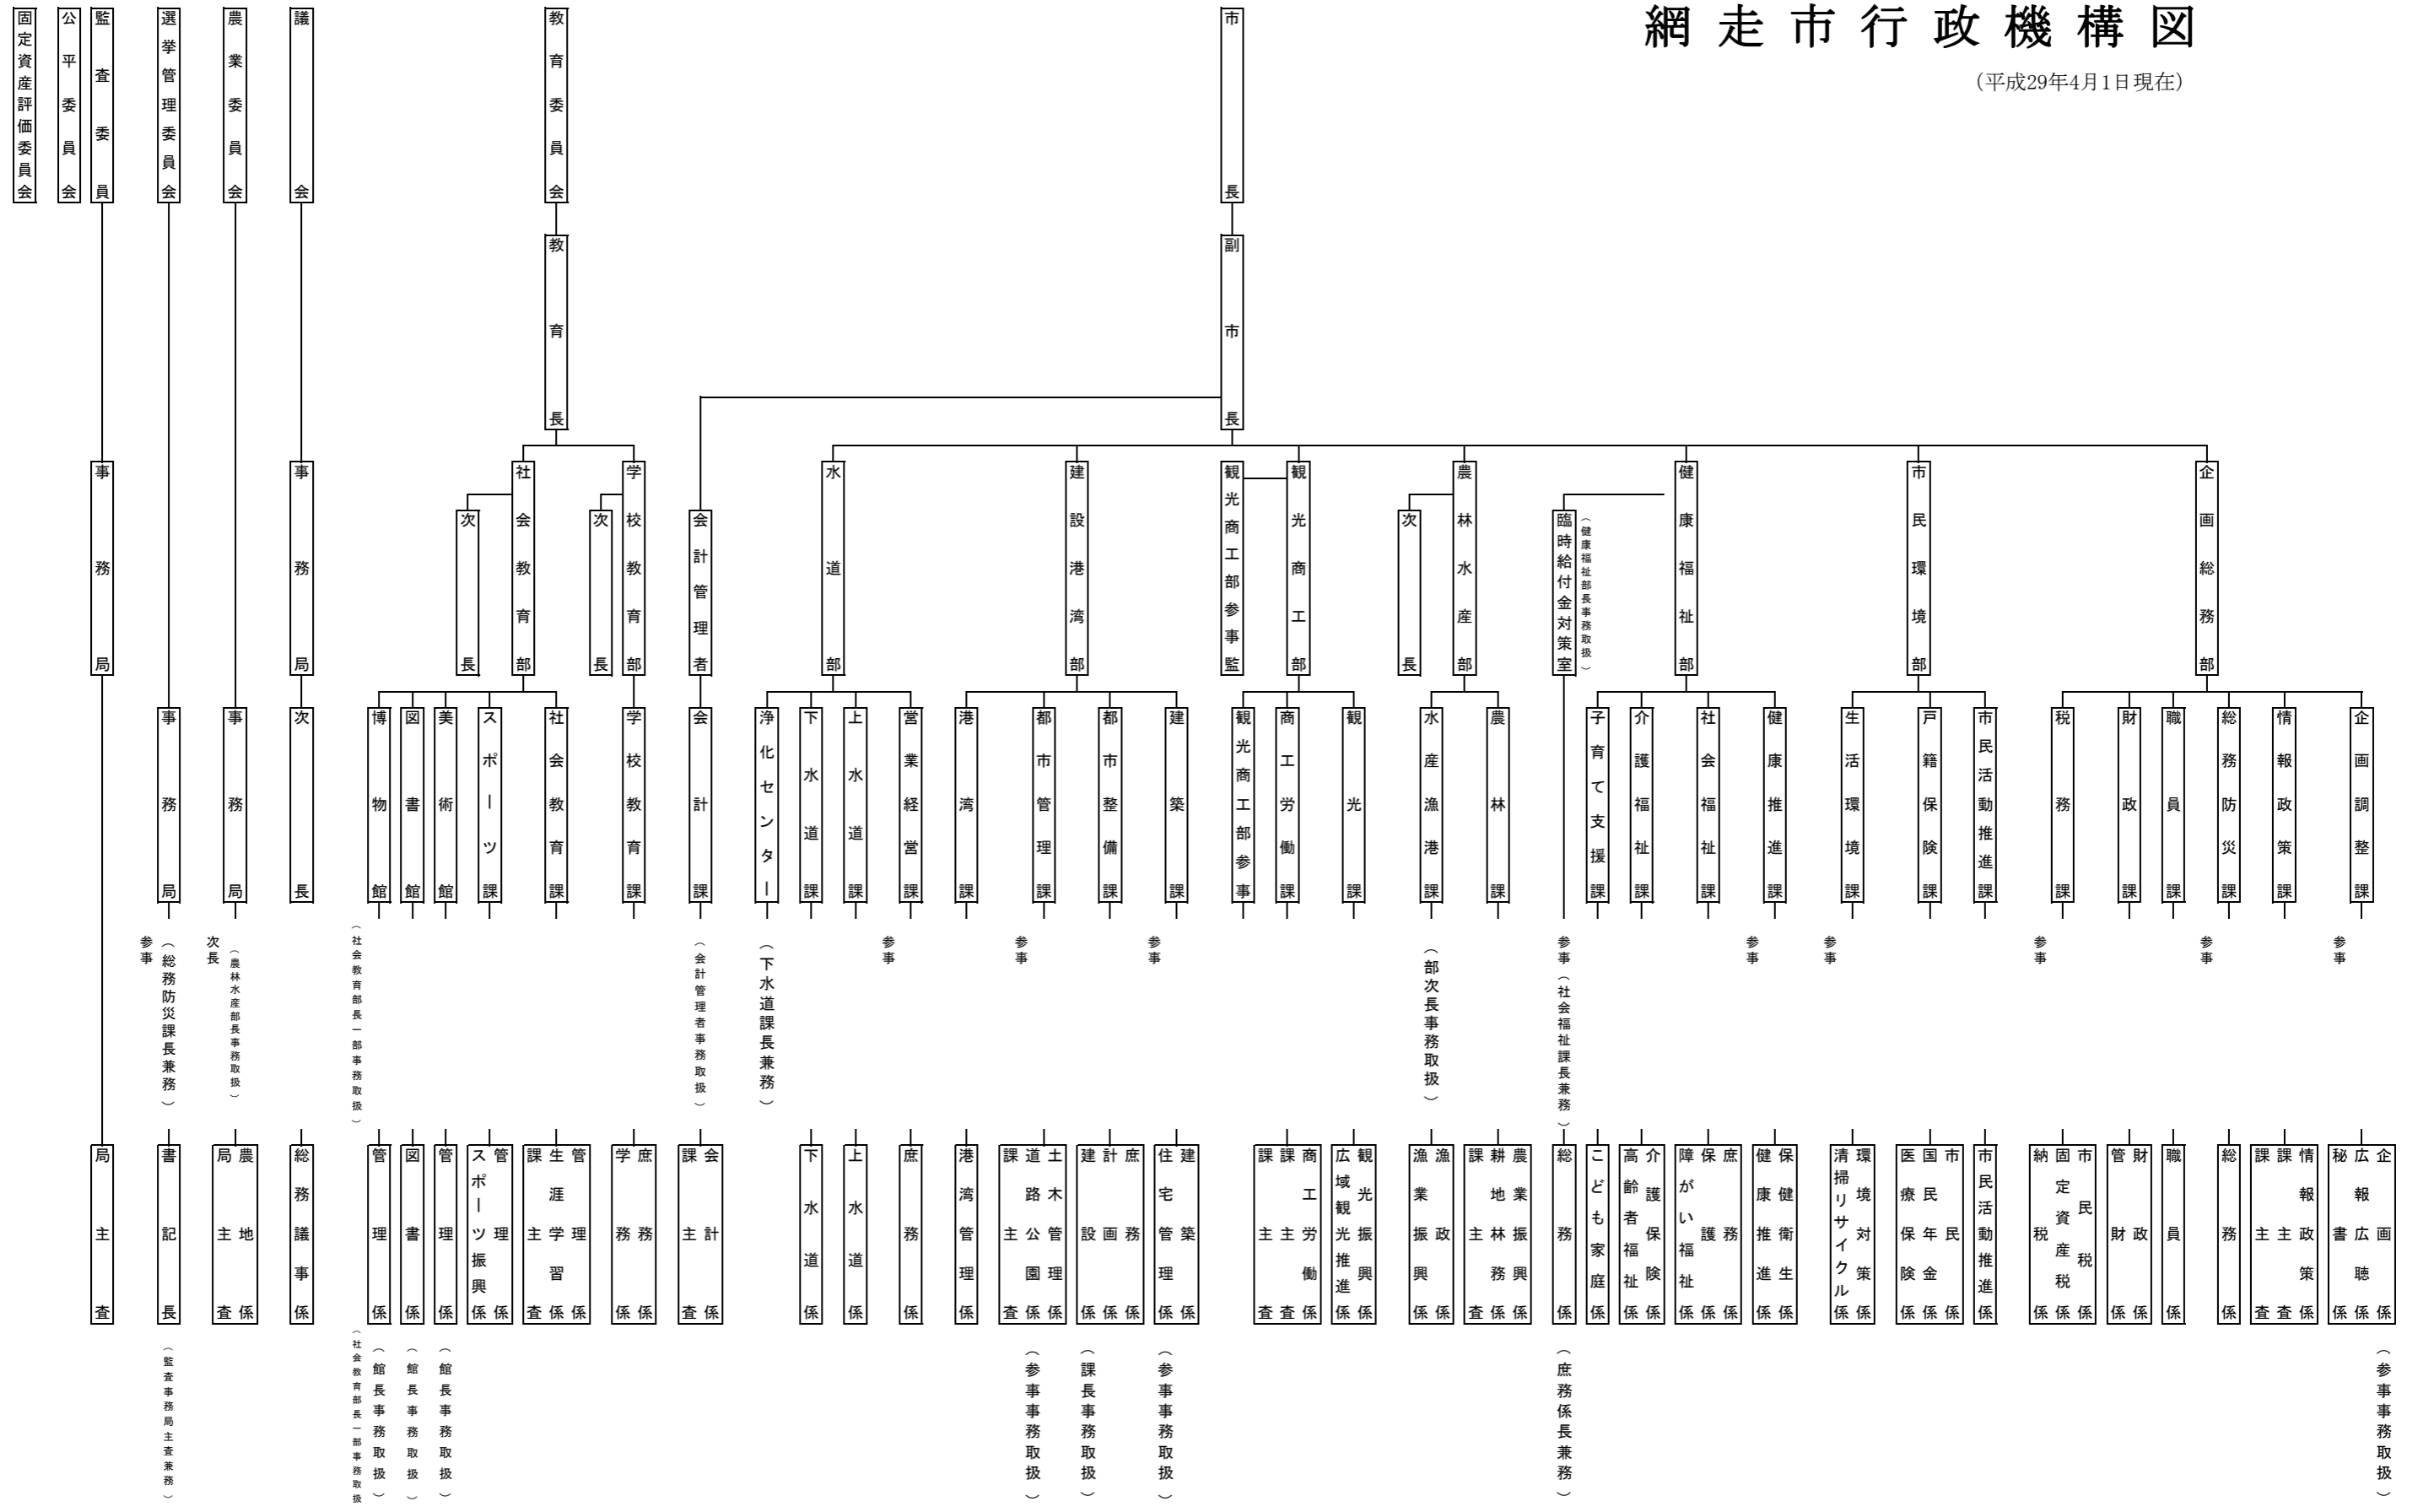 網走市行政機構図
（平成29年4月1日現在）
市長
教育委員会
議会
農業委員会
選挙管理委員会
監査委員
公平委員会
固定資産評価委員会
副市長
教育長
企画総務部
市民環境部
健康福祉部
（健康福祉部長事務取扱）
臨時給付金対策室
農林水産部
次長
観光商工部
観光商工部参事監
建設港湾部
水道部
会計管理者
学校教育部
次長
社会教育部
次長
事務局
事務局
企画調整課
情報政策課
総務防災課
職員課
財政課
税務課
市民活動推進課
戸籍保険課
生活環境課
健康推進課
社会福祉課
介護福祉課
子育て支援課
農林課
水産漁港課
観光課
商工労働課
観光商工部参事
建築課
都市整備課
都市管理課
港湾課
営業経営課
上水道課
下水道課
浄化センター
会計課
学校教育課
社会教育課
スポーツ課
美術館
図書館
博物館
次長
事務局
事務局
参事
参事
参事
参事
参事
参事（社会福祉課長兼務）
（部次長事務取扱）
参事
参事
参事
（下水道課長兼務）
（会計管理者事務取扱）
（社会教育部長一部事務取扱）
（農林水産部長事務取扱）
次長
（総務防災課長兼務）
参事
企画係
広報広聴係
秘書係
情報政策係
課主査
課主査
総務係
職員係
財政係
管財係
市民税係
固定資産税係
納税係
市民活動推進係
市民係
国民年金係
医療保険係
環境対策係
清掃リサイクル係
保健衛生係
健康推進係
庶務係
保護係
障がい福祉係
介護保険係
高齢者福祉係
こども家庭係
総務係
農業振興係
耕地林務係
課主査
漁政係
漁業振興係
観光振興係
広域観光推進係
商工労働係
課主査
課主査
建築係
住宅管理係
庶務係
計画係
建設係
土木管理係
道路公園係
課主査
港湾管理係
庶務係
上水道係
下水道係
会計係
課主査
庶務係
学務係
管理係
生涯学習係
課主査
管理係
スポーツ振興係
管理係
図書係
管理係
総務議事係
農地係
局主査
書記長
局主査
（参事事務取扱）
（庶務係長兼務）
（参事事務取扱）
（課長事務取扱）
（参事事務取扱）
（館長事務取扱）
（館長事務取扱）
（館長事務取扱）
（社会教育部長一部事務取扱
（監査事務局主査兼務）